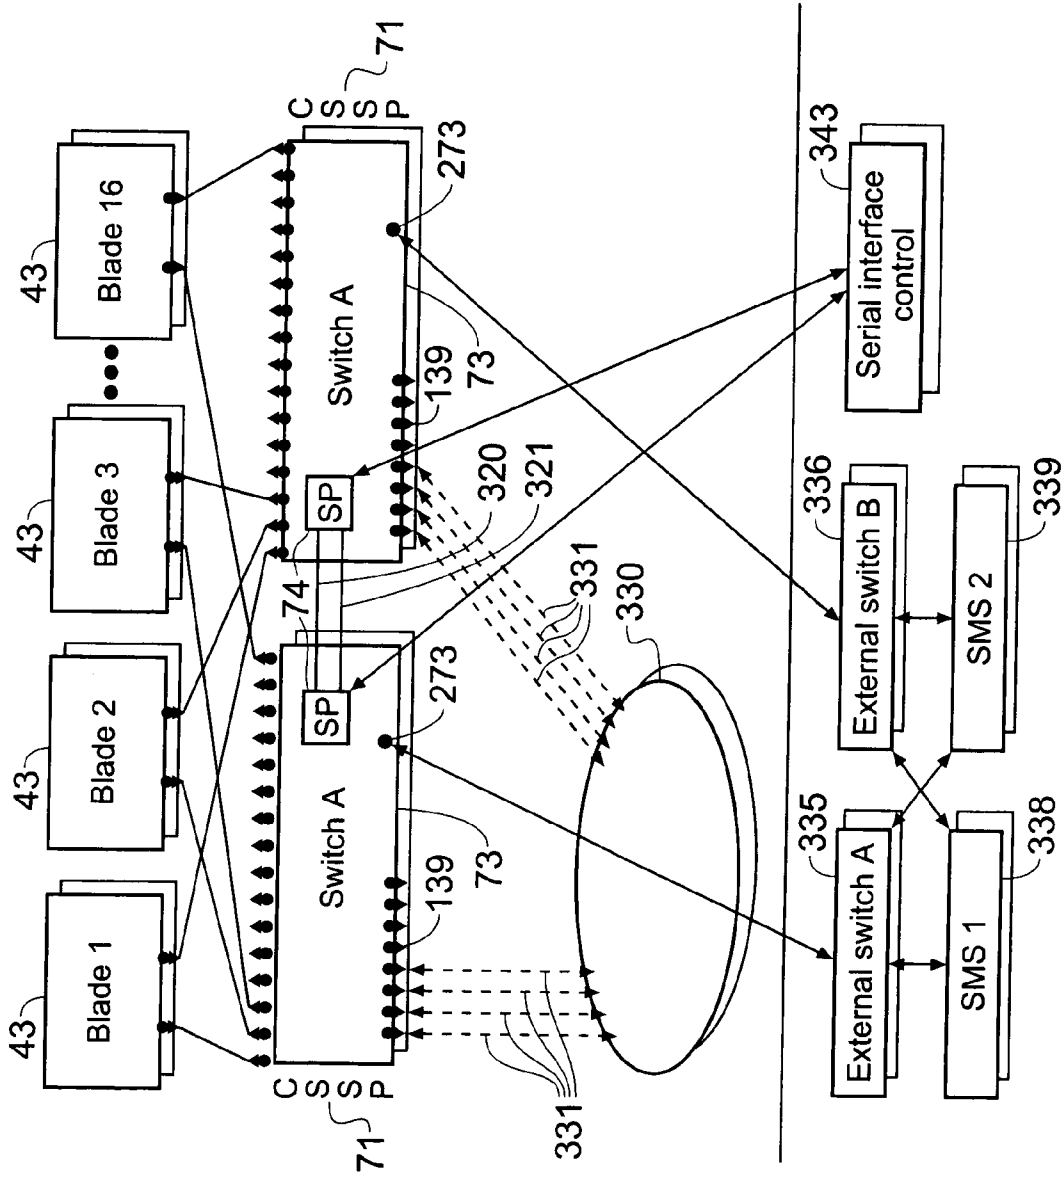 43
43
43
43
Blade 1
Blade 2
Blade 3
Blade 16
71
C
S
S
P
Switch A
SP
74
SP
Switch A
C
S
S
P
71
139
73
273
320
321
139
73
273
331
331
330
335
336
343
External switch A
External switch B
Serial interface
control
SMS 1
SMS 2
338
339